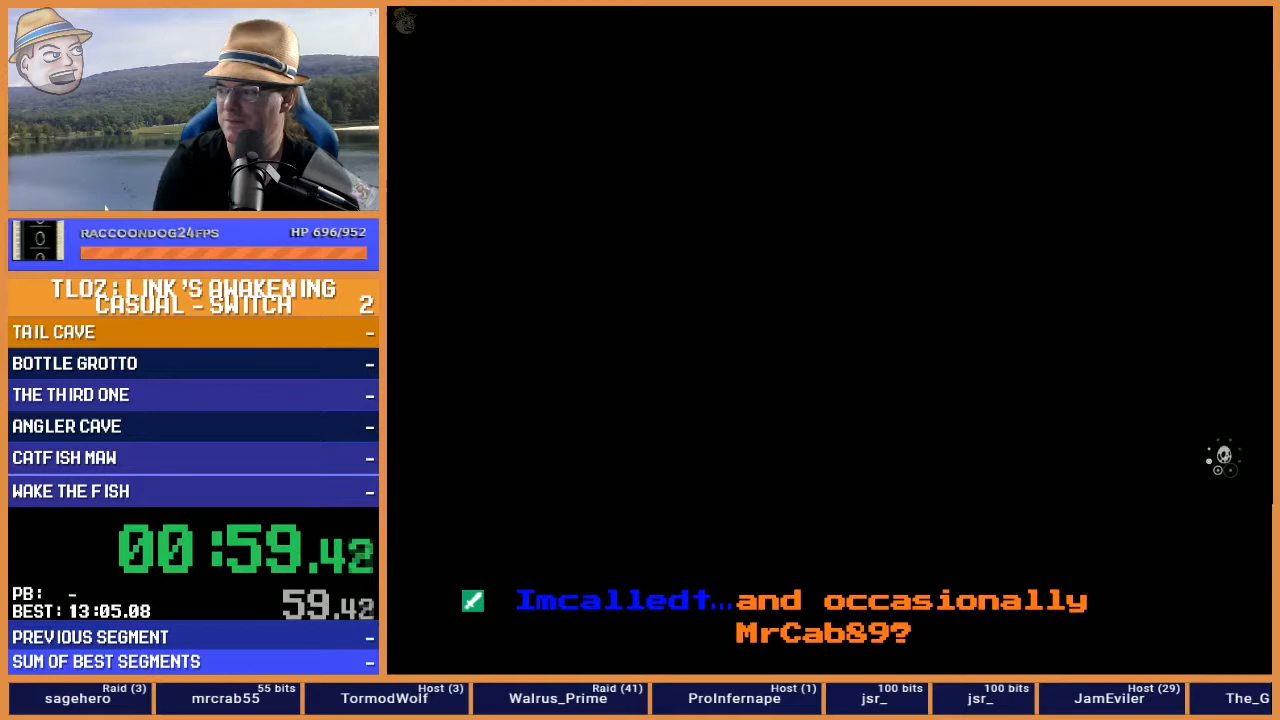 RACCOONDOG24FPS HP 696/952
TLOZ: LINK'S AWAKENING
CASUAL - SWITCH 2
TAIL CAVE -
BOTTLE GROTTO -
THE THIRD ONE -
ANGLER CAVE -
CATFISH MAW -
WAKE THE FISH -
00:59.42
PB: -
BEST: 13:05.08 59.42
PREVIOUS SEGMENT -
SUM OF BEST SEGMENTS -
Imcalledt…and occasionally
MrCab89?
Raid (3) 55 bits Host (3) Raid (41) Host (1) 100 bits 100 bits Host (29)
sagehero mrcrab55 TormodWolf Walrus_Prime ProInfernape jsr_ jsr_ JamEviler The_G